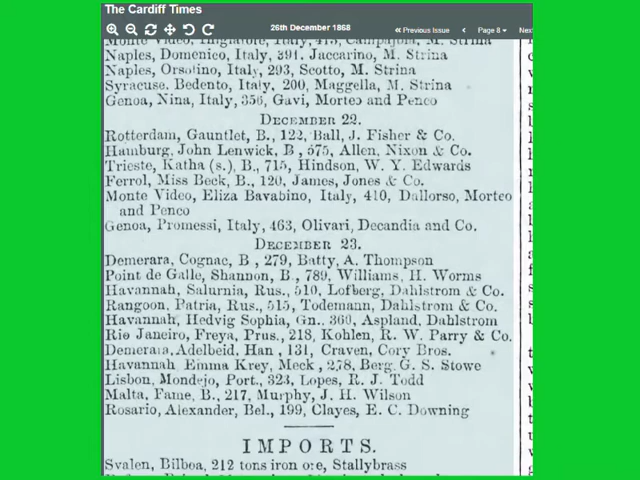 The Cardiff Times
26th December 1868
Previous Issue
Page 8
Next
Monte Video, Italy, 415, M. Strina
Naples, Domenico, Italy, 391, Jaccarino, M. Strina
Naples, Orsolino, Italy, 293, Scotto, M. Strina
Syracuse. Bedento, Italy, 200, Maggella, M. Strina
Genoa, Nina, Italy, 356, Gavi, Morteo and Penco
DECEMBER 22.
Rotterdam, Gauntlet, B., 122, Ball, J. Fisher & Co.
Hamburg, John Lenwick, B , 575, Allen, Nixon & Co.
Trieste, Katha (s.), B., 715, Hindson, W. Y. Edwards
Ferrol, Miss Beck, B., 120, James, Jones & Co.
Monte Video, Eliza Bavabino, Italy, 410, Dallorso, Morteo
and Penco
Genoa, Promessi, Italy, 463, Olivari, Decandia and Co.
DECEMBER 23.
Demerara, Cognac, B , 279, Batty, A. Thompson
Point de Galle, Shannon, B., 789, Williams, H. Worms
Havannah, Salurnia, Rus., 510, Lofberg, Dahlstrom & Co.
Rangoon, Patria, Rus., 515, Todemann, Dahlstrom & Co.
Havannah, Hedvig Sophia, Gn.. 360, Aspland, Dahlstrom
Rio Janeiro, Freya, Prus., 218, Kohlen, R. W. Parry & Co.
Demerara, Adelbeid, Han , 131, Craven, Cory Bros.
Havannah Emma Krey, Meck , 278, Berg. G. S. Stowe
Lisbon, Mondejo, Port., 323, Lopes, R. J. Todd
Malta, Fame, B., 217, Murphy, J. H. Wilson
Rosario, Alexander, Bel., 199, Clayes, E. C. Downing
IMPORTS.
Svalen, Bilboa, 212 tons iron ore, Stallybrass